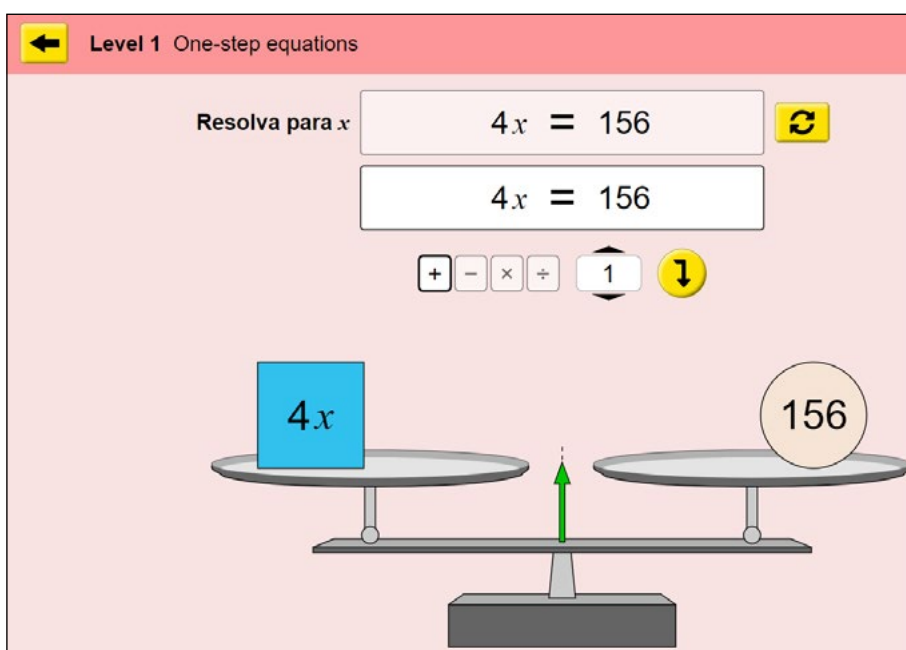 Level 1 One-step equations
Resolva para x
4x = 156
4x = 156
+ − × ÷ 1
4x
156